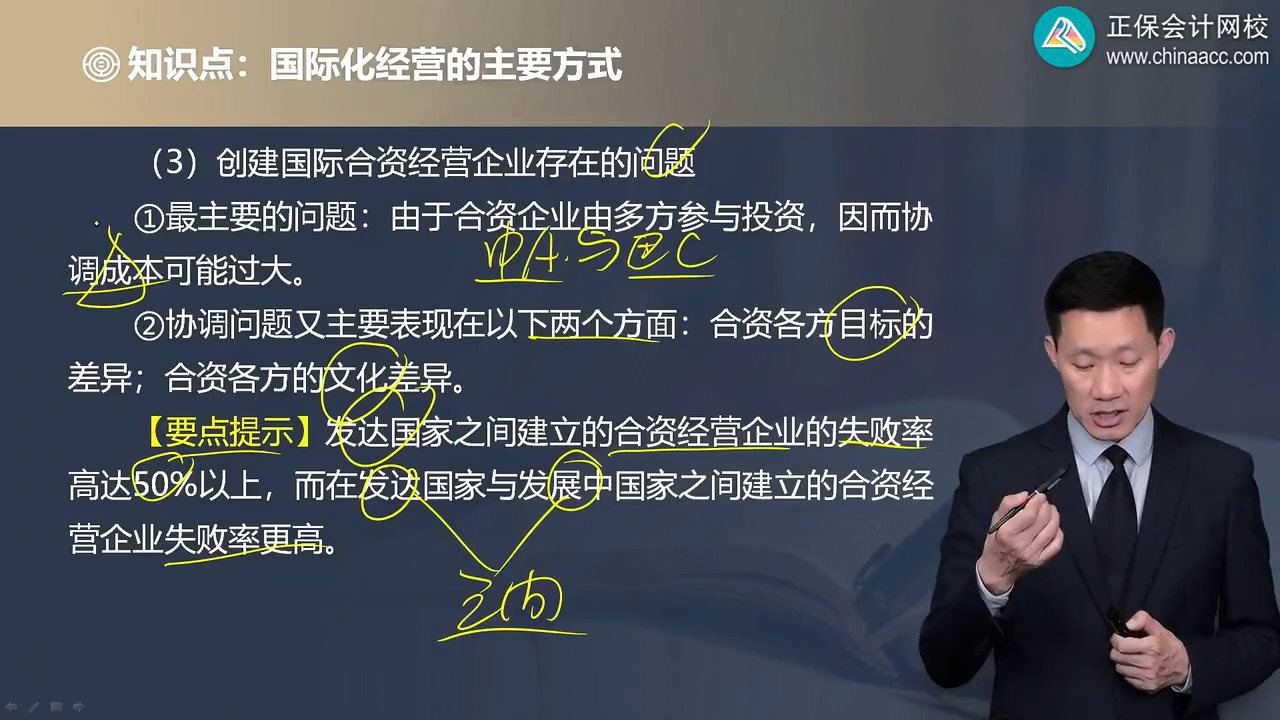 正保会计网校
www.chinaacc.com
知识点：国际化经营的主要方式
（3）创建国际合资经营企业存在的问题
①最主要的问题：由于合资企业由多方参与投资，因而协
中A.与巴C
调成本可能过大。
②协调问题又主要表现在以下两个方面：合资各方目标的
差异；合资各方的文化差异。
【要点提示】发达国家之间建立的合资经营企业的失败率
高达50%以上，而在发达国家与发展中国家之间建立的合资经
营企业失败率更高。
之间